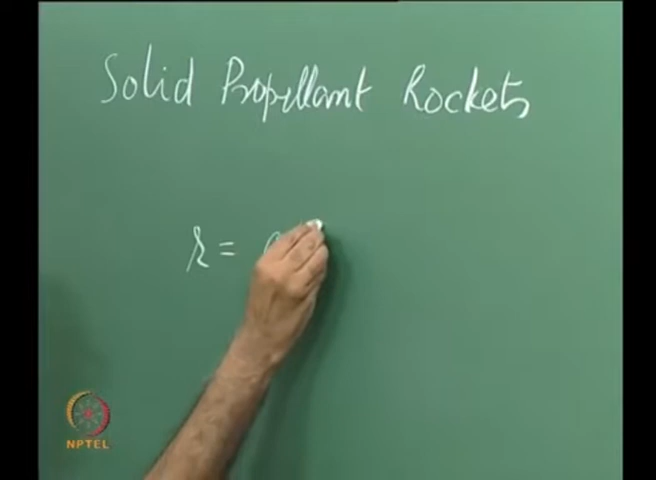 Solid Propellant Rockets
r =
NPTEL